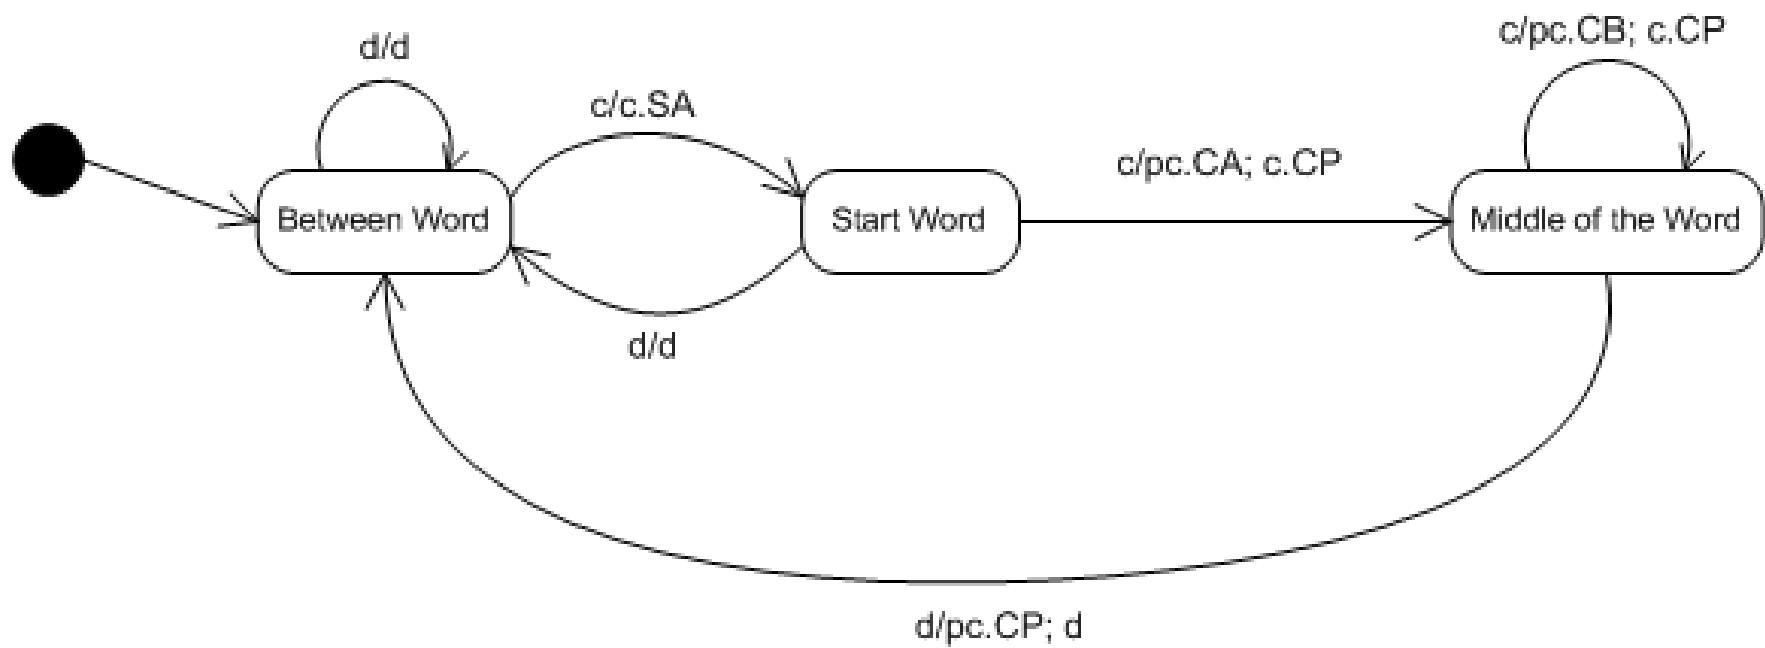 c/pc.CB; c.CP
d/d
c/c.SA
c/pc.CA; c.CP
Between Word
Start Word
Middle of the Word
d/d
d/pc.CP; d